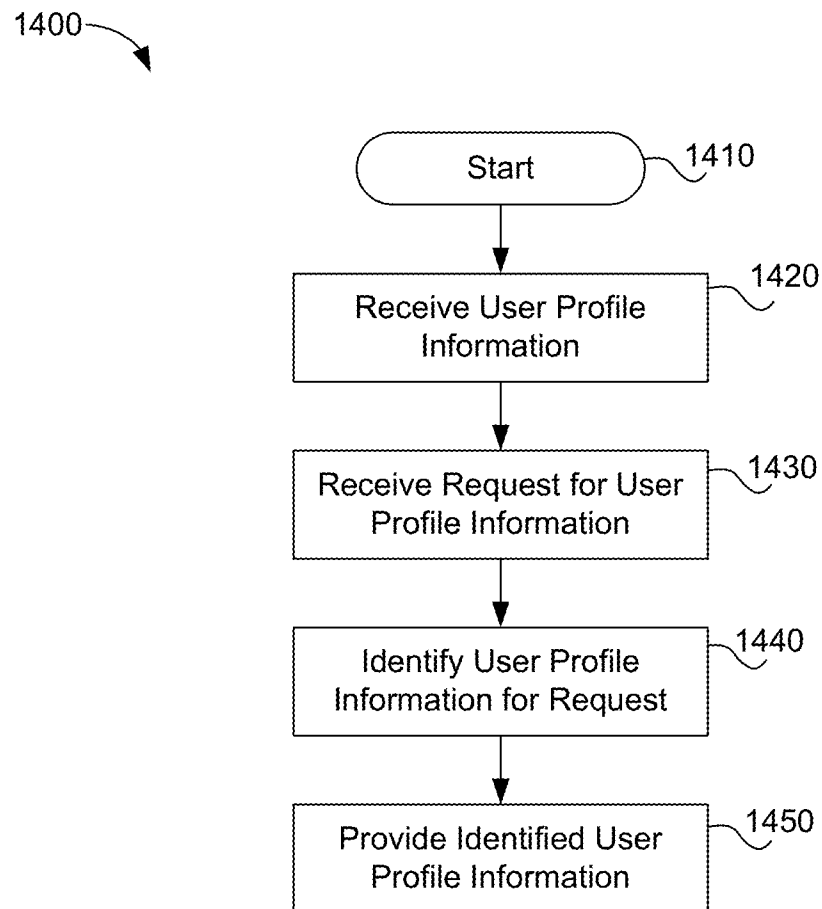 1400
Start
1410
Receive User Profile
Information
1420
Receive Request for User
Profile Information
1430
Identify User Profile
Information for Request
1440
Provide Identified User
Profile Information
1450